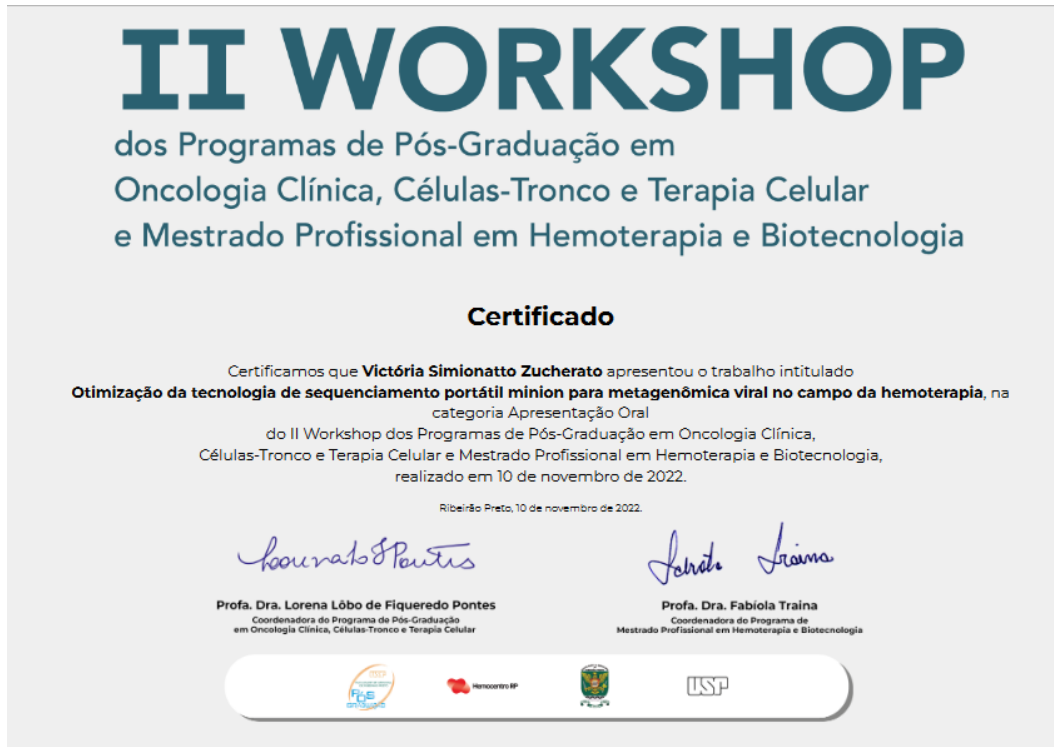 II WORKSHOP
dos Programas de Pós-Graduação em
Oncologia Clínica, Células-Tronco e Terapia Celular
e Mestrado Profissional em Hemoterapia e Biotecnologia
Certificado
Certificamos que Victória Simionatto Zucherato apresentou o trabalho intitulado
Otimização da tecnologia de sequenciamento portátil minion para metagenômica viral no campo da hemoterapia, na
categoria Apresentação Oral
do II Workshop dos Programas de Pós-Graduação em Oncologia Clínica,
Células-Tronco e Terapia Celular e Mestrado Profissional em Hemoterapia e Biotecnologia,
realizado em 10 de novembro de 2022.
Ribeirão Preto, 10 de novembro de 2022.
Profa. Dra. Lorena Lôbo de Figueredo Pontes
Coordenadora do Programa de Pós-Graduação
em Oncologia Clínica, Células-Tronco e Terapia Celular
Profa. Dra. Fabíola Traina
Coordenadora do Programa de
Mestrado Profissional em Hemoterapia e Biotecnologia
Hemocentro RP
USP